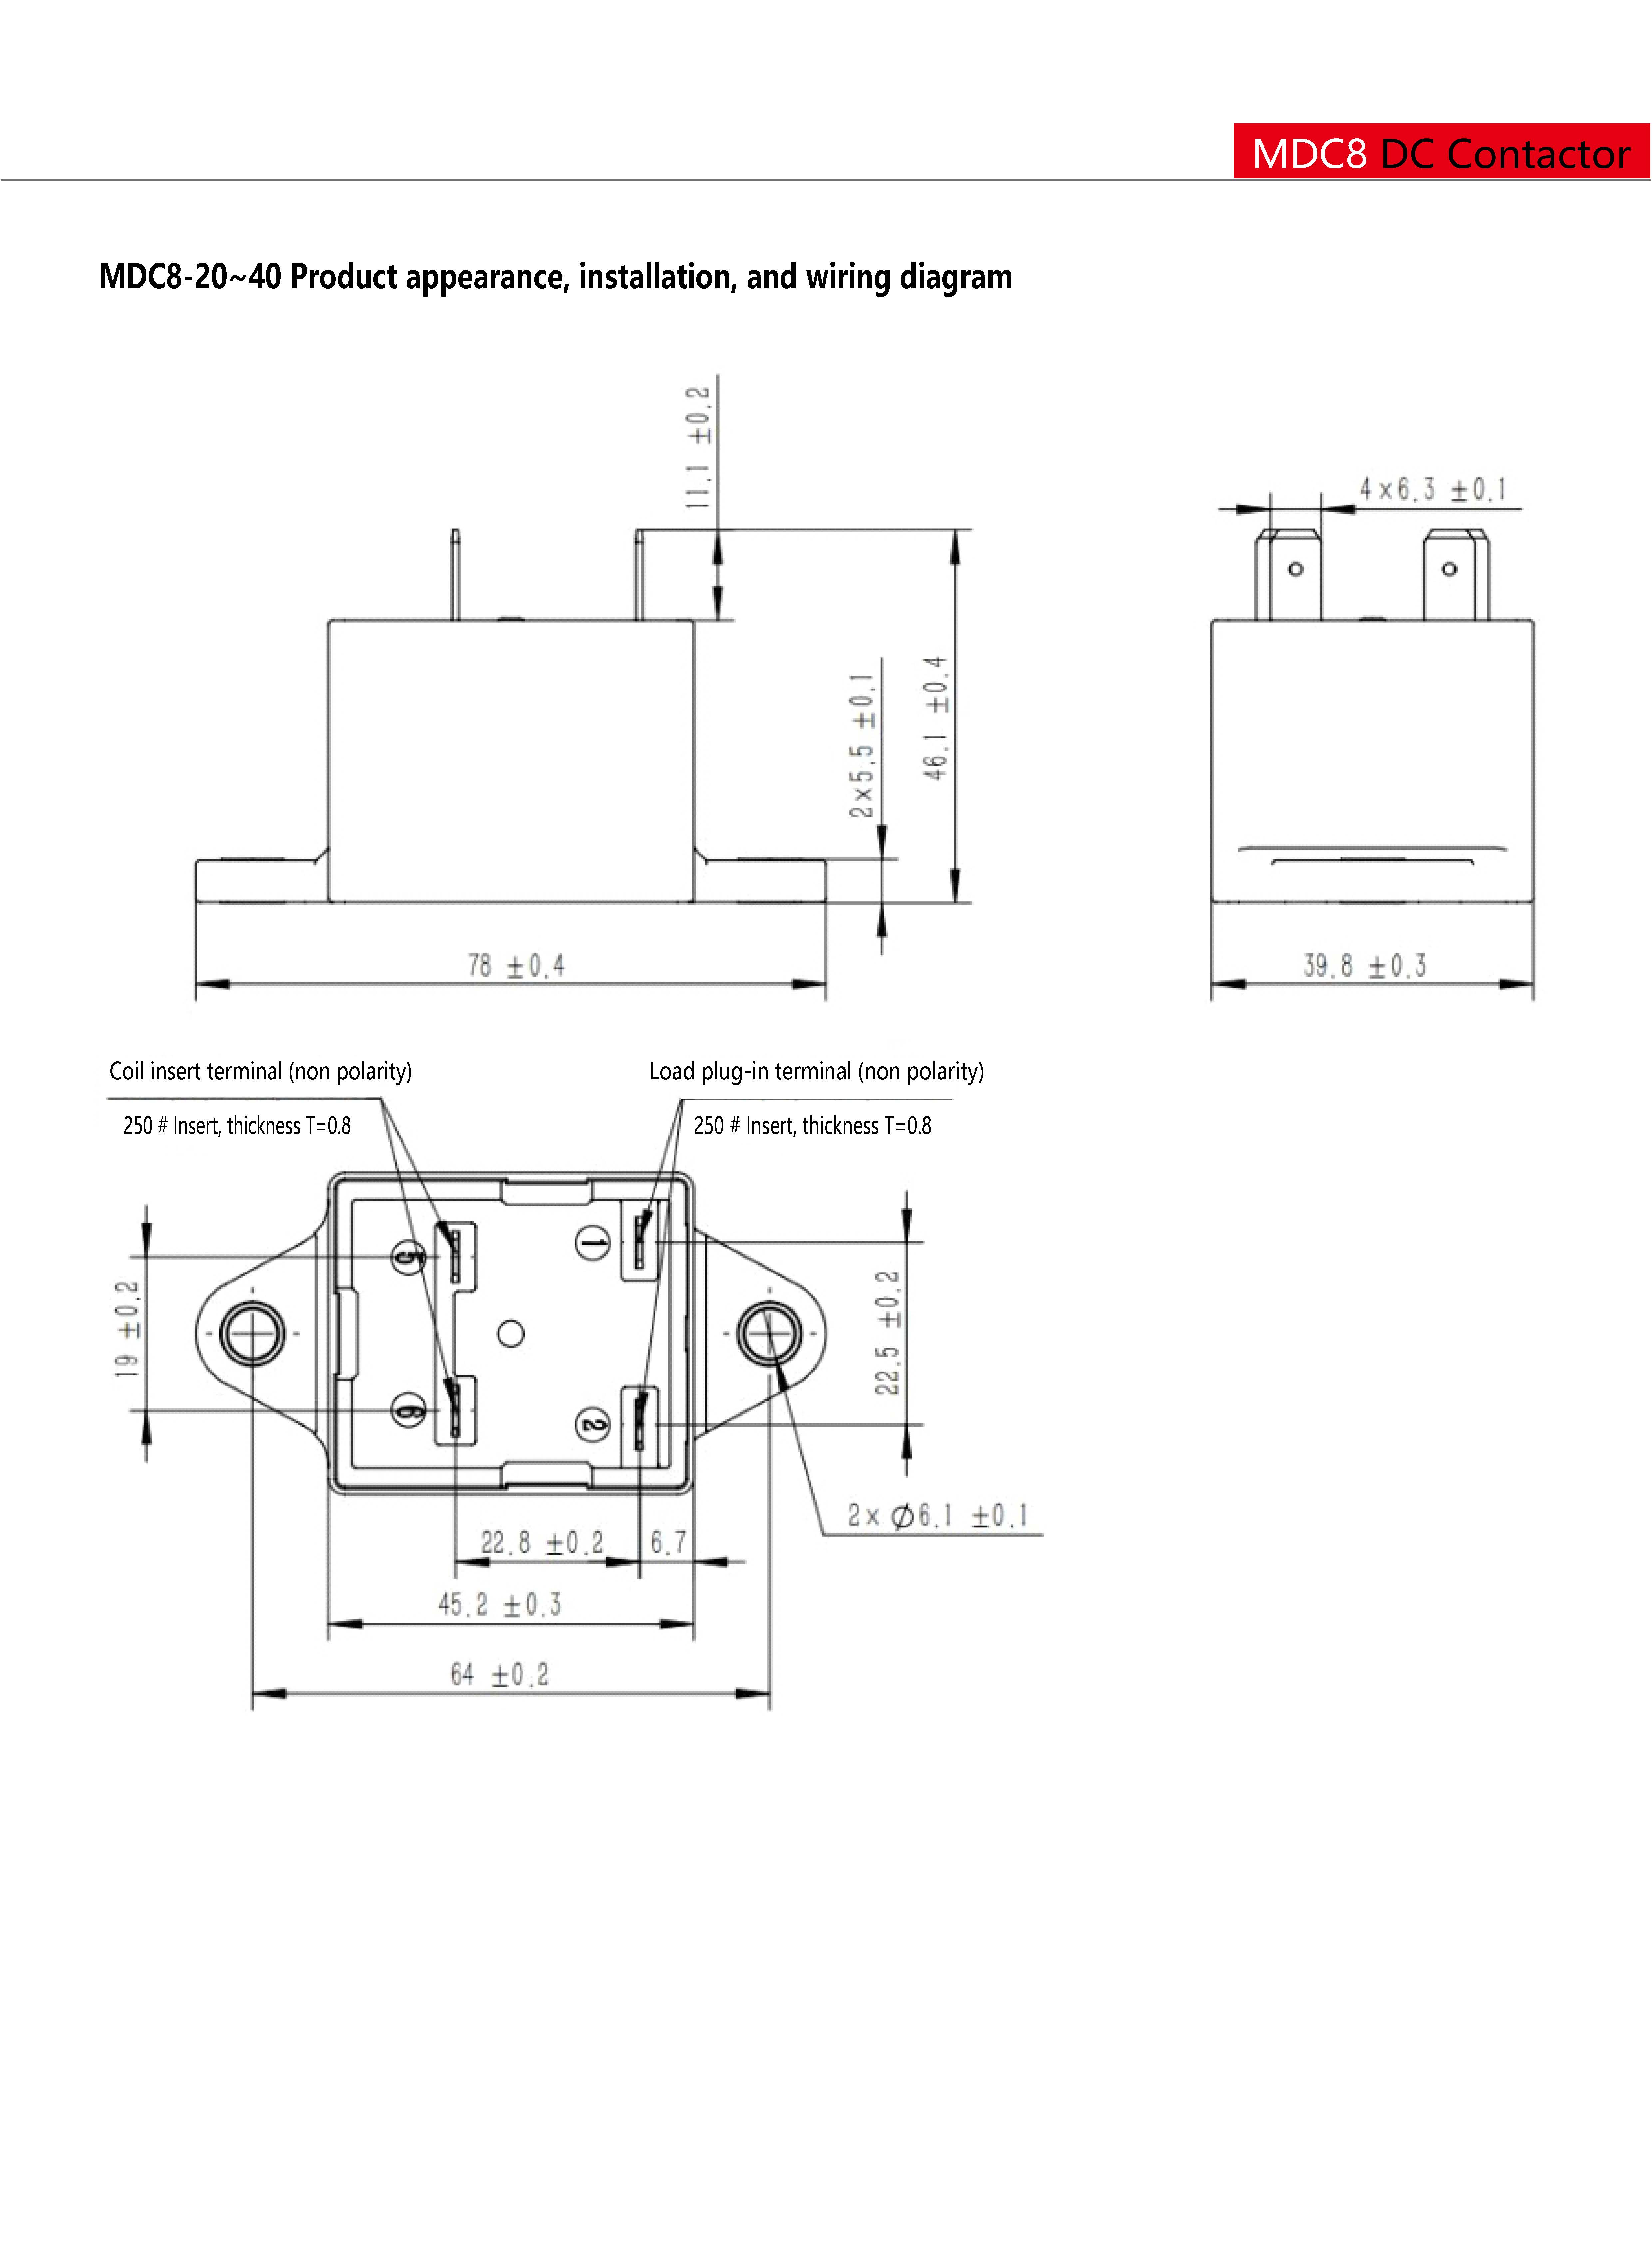 MDC8 DC Contactor
MDC8-20~40 Product appearance, installation, and wiring diagram
11.1 ±0.2
4×6.3 ±0.1
2×5.5 ±0.1
46.1 ±0.4
78 ±0.4
39.8 ±0.3
Coil insert terminal (non polarity)
Load plug-in terminal (non polarity)
250 # Insert, thickness T=0.8
250 # Insert, thickness T=0.8
5
1
19 ±0.2
22.5 ±0.2
6
2
2× Ø6.1 ±0.1
22.8 ±0.2
6.7
45.2 ±0.3
64 ±0.2